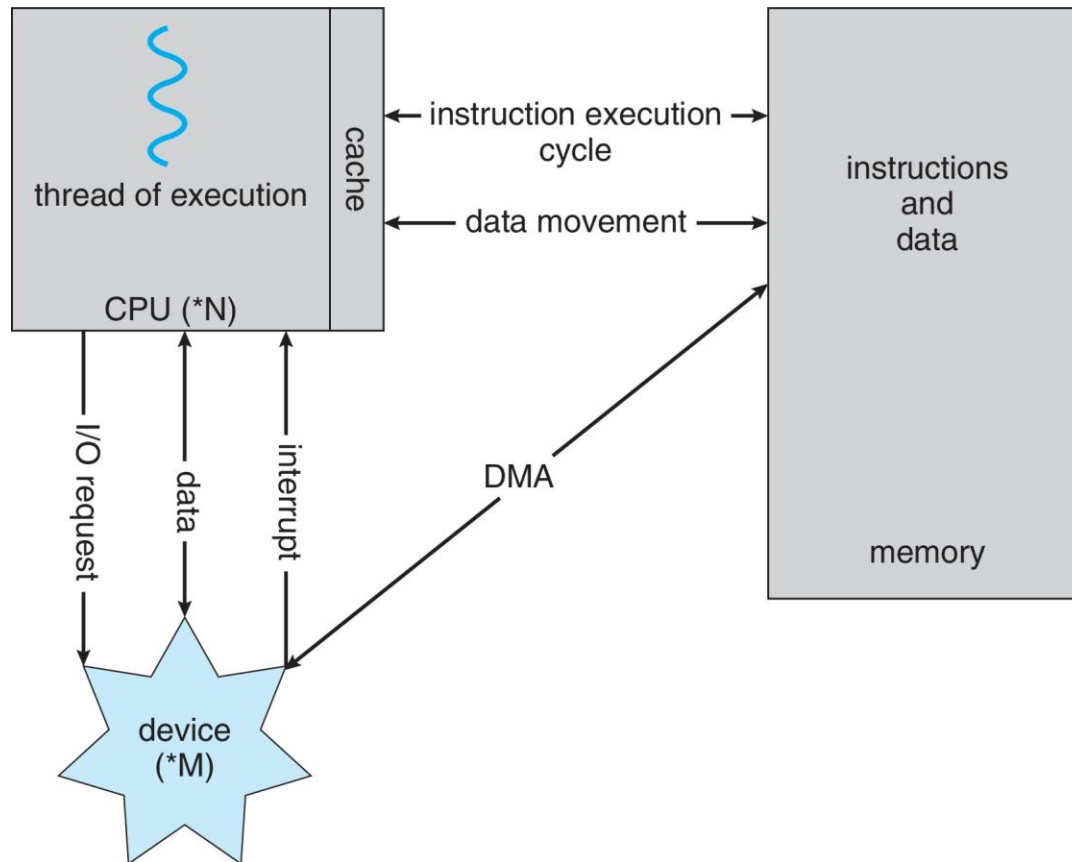 thread of execution
CPU (*N)
cache
instruction execution
cycle
data movement
instructions
and
data
memory
I/O request
data
interrupt
DMA
device
(*M)